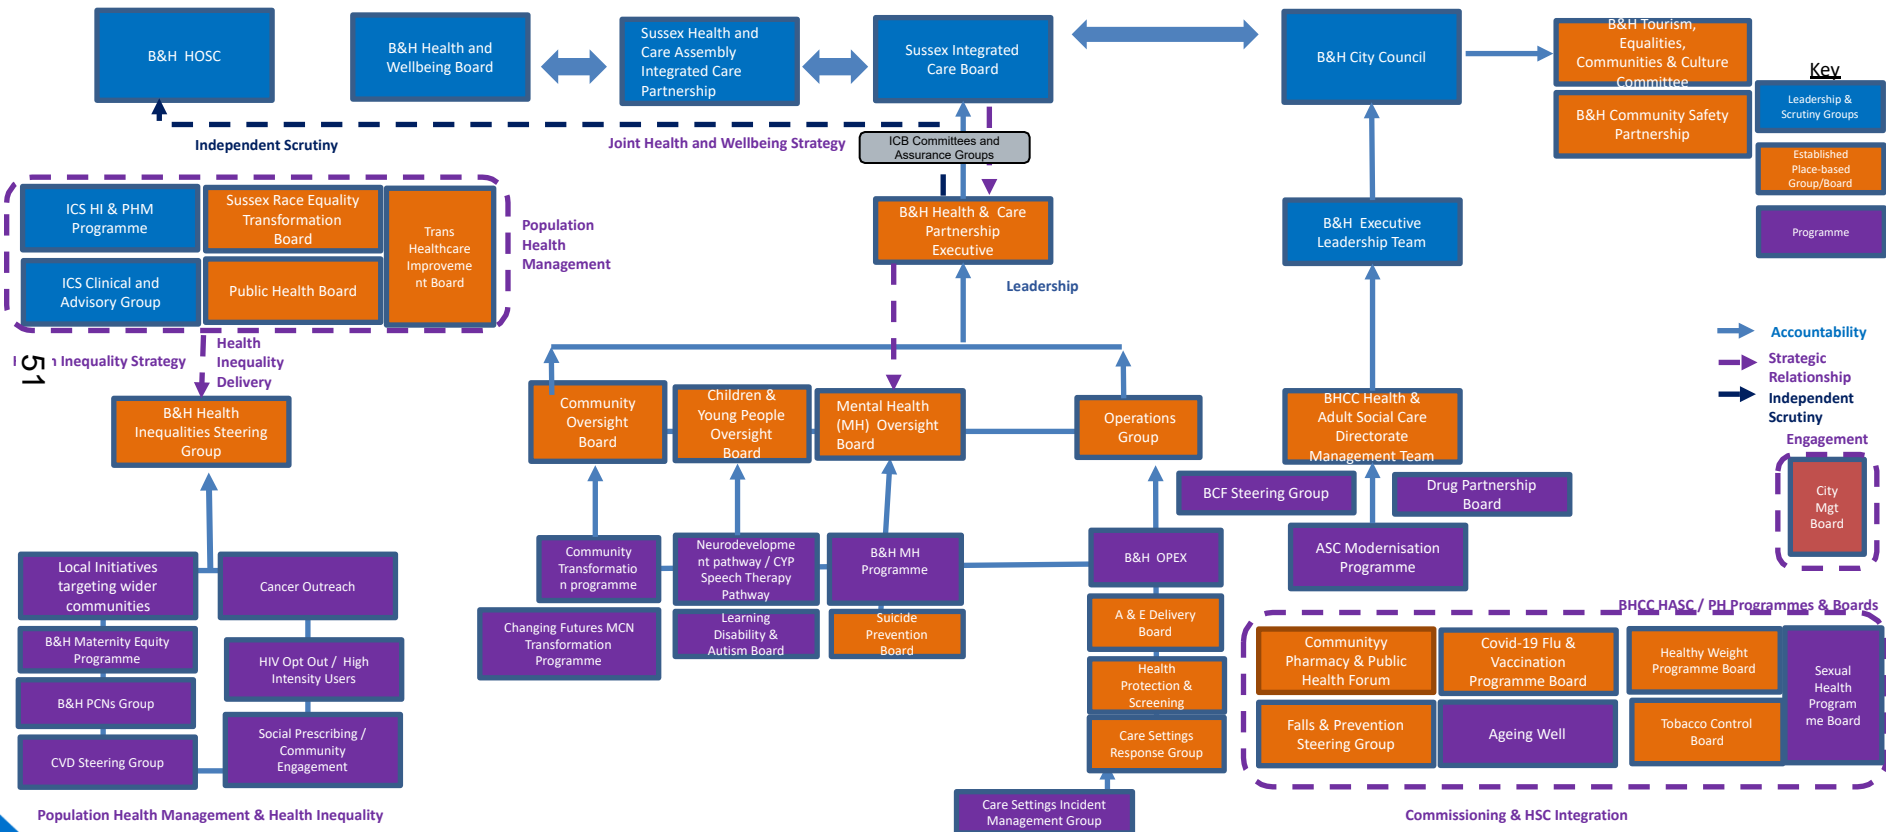 B&H HOSC
B&H Health and
Wellbeing Board
Sussex Health and
Care Assembly
Integrated Care
Partnership
Sussex Integrated
Care Board
B&H City Council
B&H Tourism,
Equalities,
Communities & Culture
Committee
B&H Community Safety
Partnership
Key
Leadership &
Scrutiny Groups
Established
Place-based
Group/Board
Programme
Independent Scrutiny
Joint Health and Wellbeing Strategy
ICB Committees and
Assurance Groups
ICS HI & PHM
Programme
Sussex Race Equality
Transformation
Board
Trans
Healthcare
Improveme
nt Board
ICS Clinical and
Advisory Group
Public Health Board
Population
Health
Management
B&H Health & Care
Partnership
Executive
Leadership
B&H Executive
Leadership Team
Accountability
Strategic
Relationship
Independent
Scrutiny
Inequality Strategy
51
Health
Inequality
Delivery
B&H Health
Inequalities Steering
Group
Community
Oversight
Board
Children &
Young People
Oversight
Board
Mental Health
(MH) Oversight
Board
Operations
Group
BHCC Health &
Adult Social Care
Directorate
Management Team
Engagement
City
Mgt
Board
BCF Steering Group
Drug Partnership
Board
ASC Modernisation
Programme
Local Initiatives
targeting wider
communities
Cancer Outreach
B&H Maternity Equity
Programme
HIV Opt Out / High
Intensity Users
B&H PCNs Group
Social Prescribing /
Community
Engagement
CVD Steering Group
Population Health Management & Health Inequality
Community
Transformatio
n programme
Neurodevelopme
nt pathway / CYP
Speech Therapy
Pathway
B&H MH
Programme
B&H OPEX
Changing Futures MCN
Transformation
Programme
Learning
Disability &
Autism Board
Suicide
Prevention
Board
A & E Delivery
Board
Health
Protection &
Screening
Care Settings
Response Group
Care Settings Incident
Management Group
BHCC HASC / PH Programmes & Boards
Communityy
Pharmacy & Public
Health Forum
Covid-19 Flu &
Vaccination
Programme Board
Healthy Weight
Programme Board
Sexual
Health
Program
me Board
Falls & Prevention
Steering Group
Ageing Well
Tobacco Control
Board
Commissioning & HSC Integration